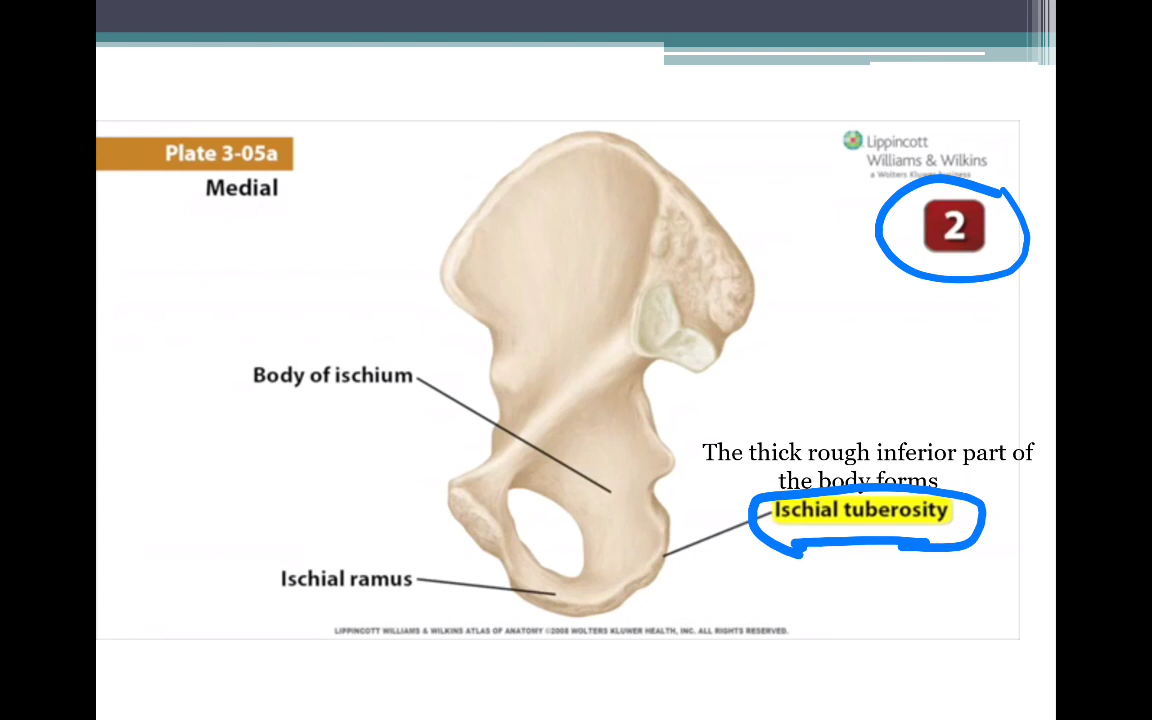 Plate 3-05a
Medial
Lippincott
Williams & Wilkins
a Wolters Kluwer business
2
Body of ischium
The thick rough inferior part of
the body forms
Ischial tuberosity
Ischial ramus
LIPPINCOTT WILLIAMS & WILKINS ATLAS OF ANATOMY ©2008 WOLTERS KLUWER HEALTH, INC. ALL RIGHTS RESERVED.